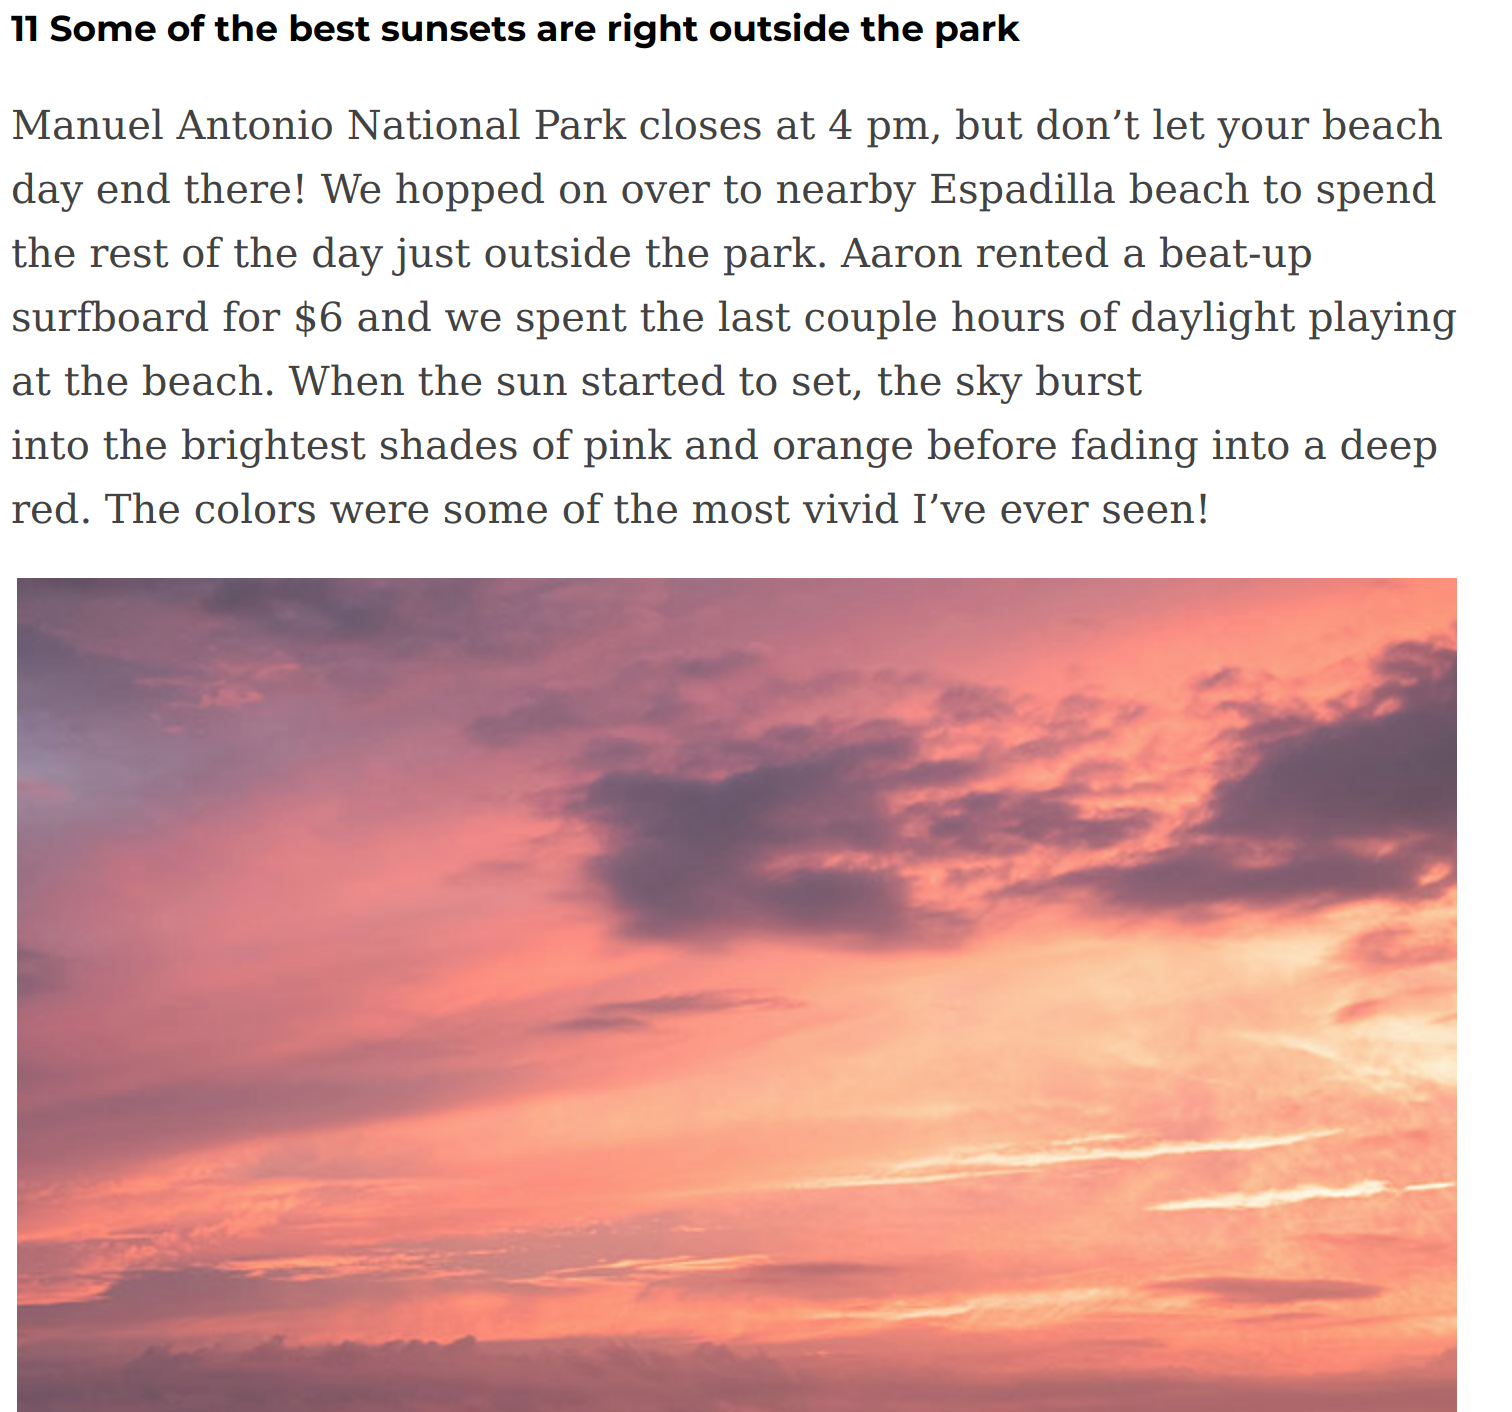 11 Some of the best sunsets are right outside the park
Manuel Antonio National Park closes at 4 pm, but don’t let your beach
day end there! We hopped on over to nearby Espadilla beach to spend
the rest of the day just outside the park. Aaron rented a beat-up
surfboard for $6 and we spent the last couple hours of daylight playing
at the beach. When the sun started to set, the sky burst
into the brightest shades of pink and orange before fading into a deep
red. The colors were some of the most vivid I’ve ever seen!